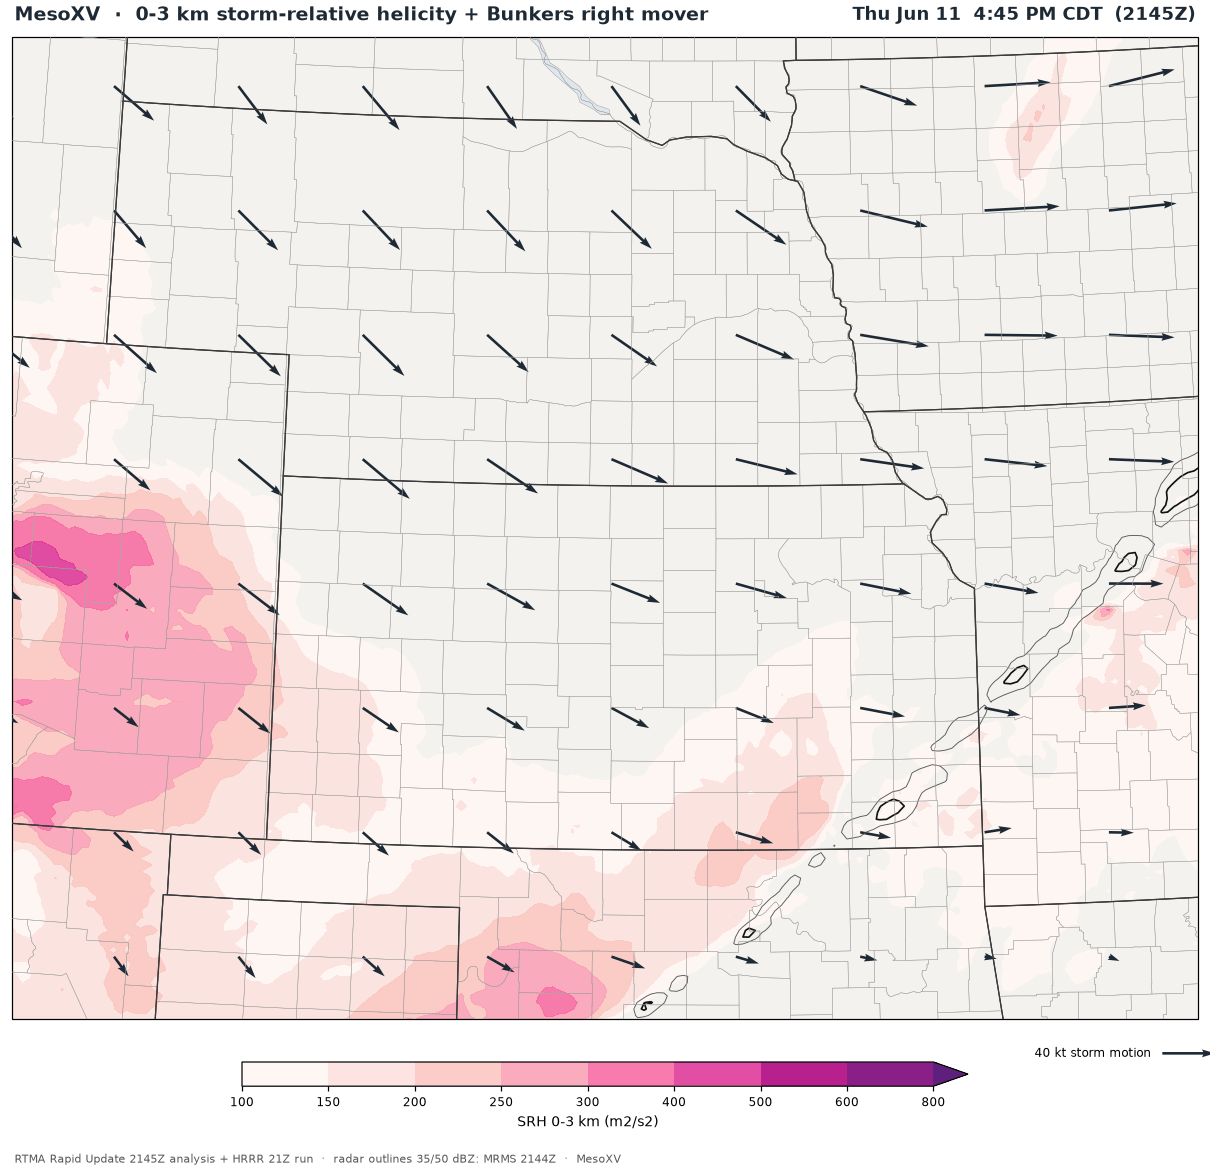 MesoXV · 0-3 km storm-relative helicity + Bunkers right mover
Thu Jun 11 4:45 PM CDT (2145Z)
40 kt storm motion
100 150 200 250 300 400 500 600 800
SRH 0-3 km (m2/s2)
RTMA Rapid Update 2145Z analysis + HRRR 21Z run · radar outlines 35/50 dBZ: MRMS 2144Z · MesoXV